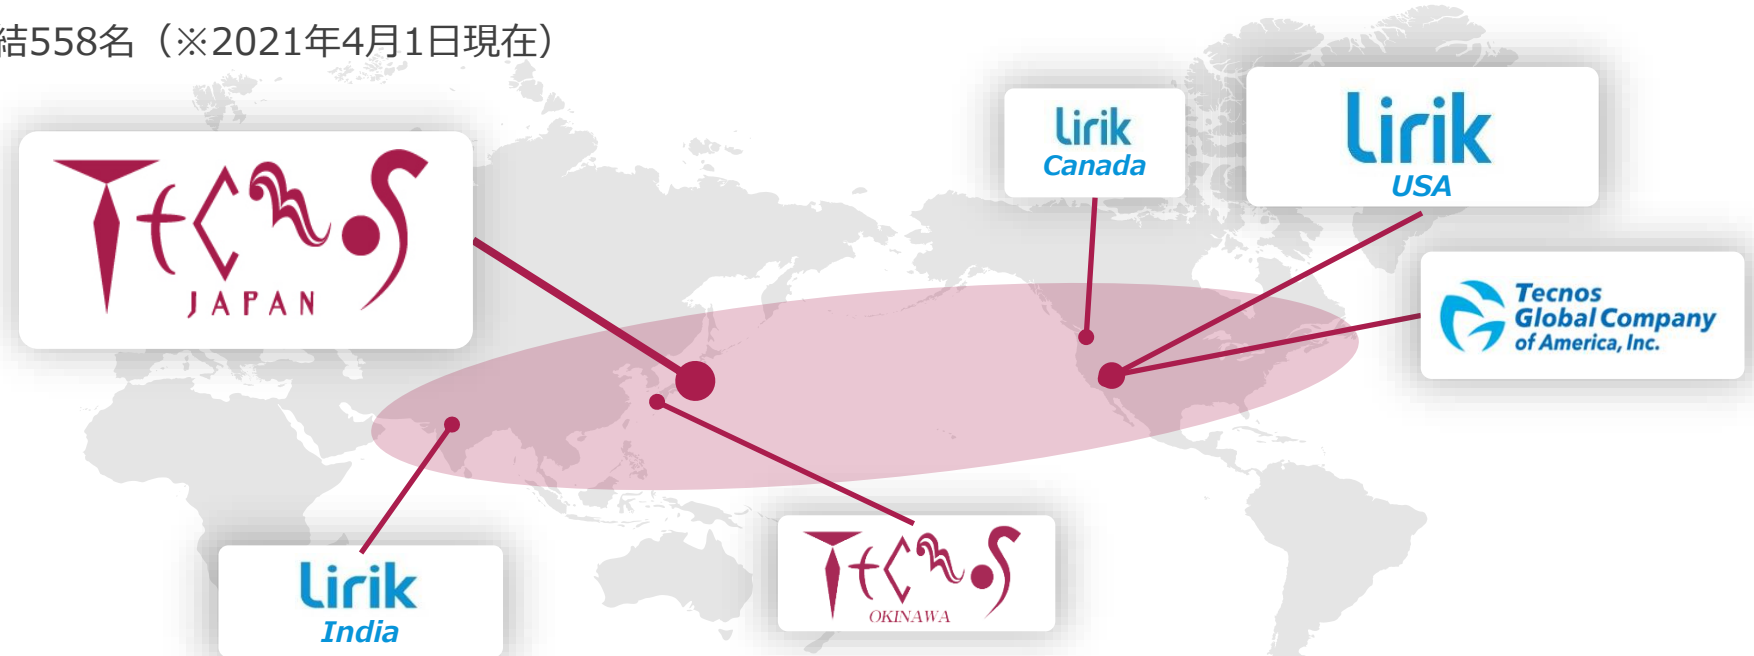 結558名（※2021年4月1日現在）
Tecnos
JAPAN
Lirik
Canada
Lirik
USA
Tecnos
Global Company
of America, Inc.
Lirik
India
Tecnos
OKINAWA